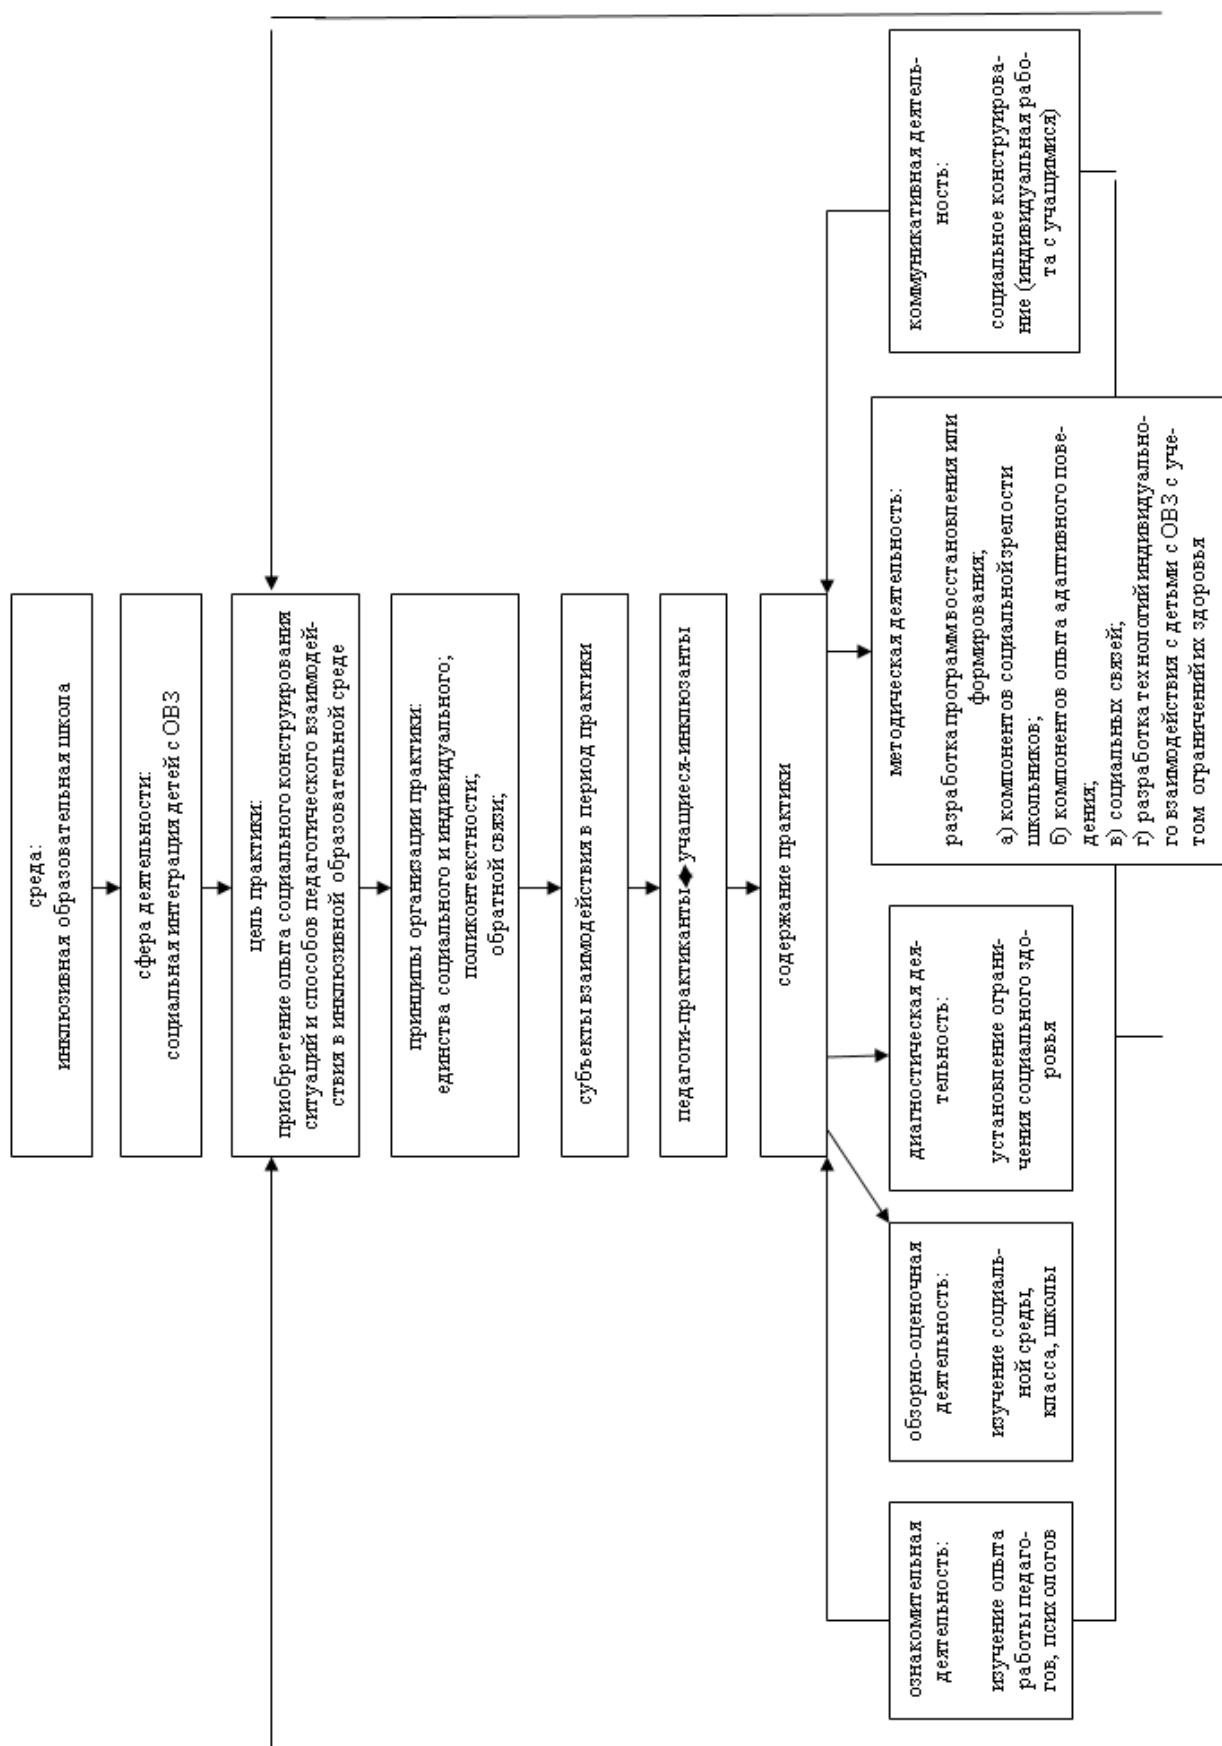 среда:
инклюзивная образовательная школа
сфера деятельности:
социальная интеграция детей с ОВЗ
цель практики:
приобретение опыта социального конструирования
ситуаций и способов педагогического взаимодей-
ствия в инклюзивной образовательной среде
принципы организации практики:
единства социального и индивидуального;
поликонтекстности;
обратной связи;
субъекты взаимодействия в период практики
педагоги-практиканты учащиеся-инклюзанты
содержание практики
ознакомительная
деятельность:
изучение опыта
работы педаго-
гов, психологов
обзорно-оценочная
деятельность:
изучение социаль-
ной среды,
класса, школы
диагностическая дея-
тельность:
установление ограни-
чения социального здо-
ровья
методическая деятельность:
разработка программ восстановления или
формирования;
а) компонентов социальной зрелости
школьников;
б) компонентов опыта адаптивного пове-
дения;
в) социальных связей;
г) разработка технологий индивидуально-
го взаимодействия с детьми с ОВЗ с уче-
том ограничений их здоровья
коммуникативная деятель-
ность:
социальное конструирова-
ние (индивидуальная рабо-
та с учащимися)